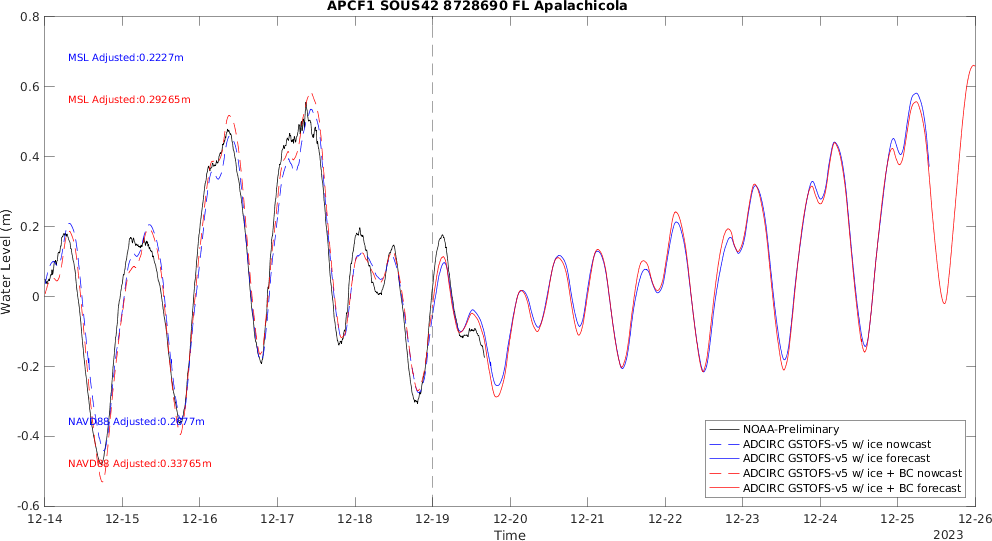 APCF1 SOUS42 8728690 FL Apalachicola
0.8
0.6
0.4
0.2
0
-0.2
-0.4
-0.6
Water Level (m)
MSL Adjusted:0.2227m
MSL Adjusted:0.29265m
NAVD88 Adjusted:0.2677m
NAVD88 Adjusted:0.33765m
NOAA-Preliminary
ADCIRC GSTOFS-v5 w/ ice nowcast
ADCIRC GSTOFS-v5 w/ ice forecast
ADCIRC GSTOFS-v5 w/ ice + BC nowcast
ADCIRC GSTOFS-v5 w/ ice + BC forecast
12-14 12-15 12-16 12-17 12-18 12-19 12-20 12-21 12-22 12-23 12-24 12-25 12-26
Time
2023